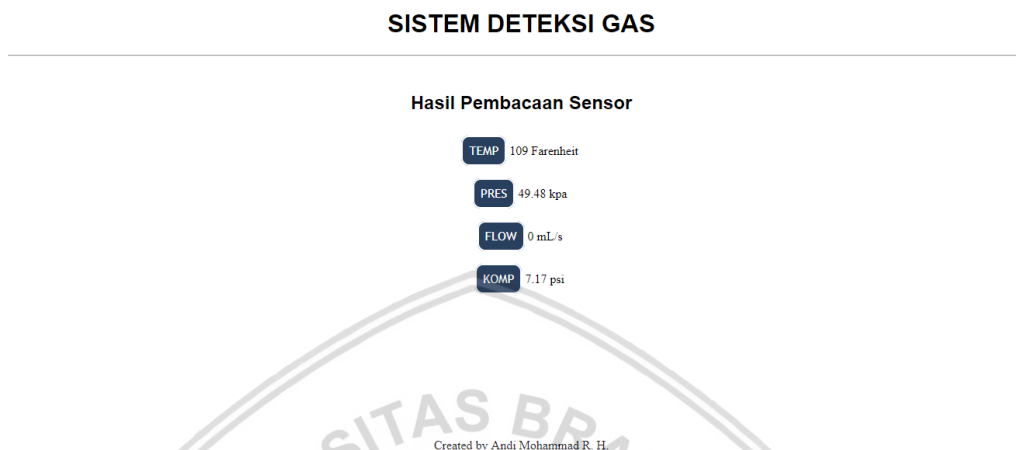 SISTEM DETEKSI GAS
Hasil Pembacaan Sensor
TEMP 109 Farenheit
PRES 49.48 kpa
FLOW 0 mL/s
KOMP 7.17 psi
SITAS BRA
Created by Andi Mohammad R. H.